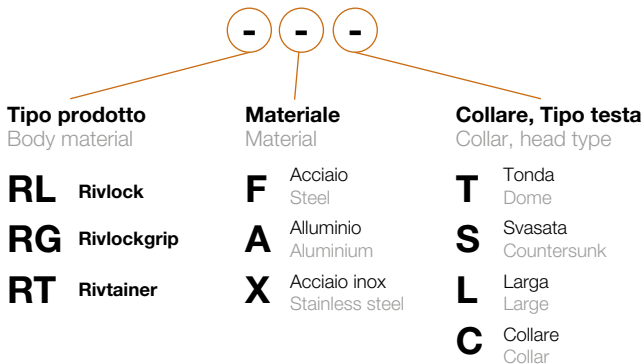 - - -
Tipo prodotto
Body material
RL Rivlock
RG Rivlockgrip
RT Rivtainer
Materiale
Material
F Acciaio
Steel
A Alluminio
Aluminium
X Acciaio inox
Stainless steel
Collare, Tipo testa
Collar, head type
T Tonda
Dome
S Svasata
Countersunk
L Larga
Large
C Collare
Collar